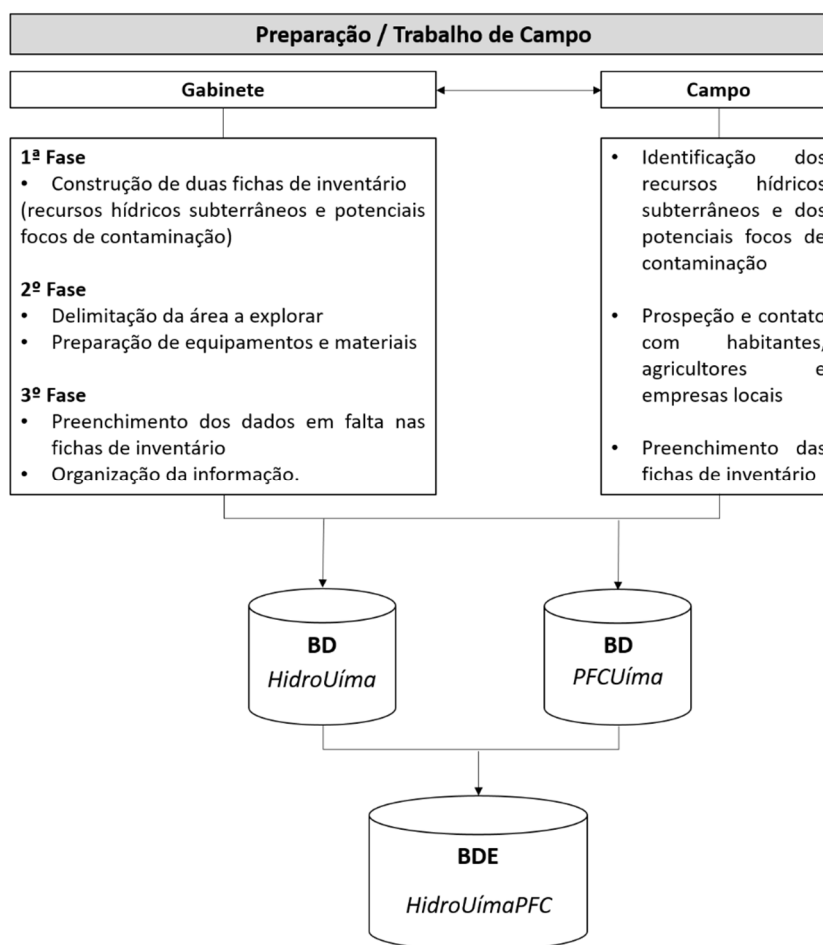 Preparação / Trabalho de Campo
Gabinete
Campo
1ª Fase
• Construção de duas fichas de inventário
(recursos hídricos subterrâneos e potenciais
focos de contaminação)
2º Fase
• Delimitação da área a explorar
• Preparação de equipamentos e materiais
3º Fase
• Preenchimento dos dados em falta nas
fichas de inventário
• Organização da informação.
• Identificação dos
recursos hídricos
subterrâneos e dos
potenciais focos de
contaminação
• Prospeção e contato
com habitantes,
agricultores e
empresas locais
• Preenchimento das
fichas de inventário
BD
HidroUíma
BD
PFCUíma
BDE
HidroUímaPFC